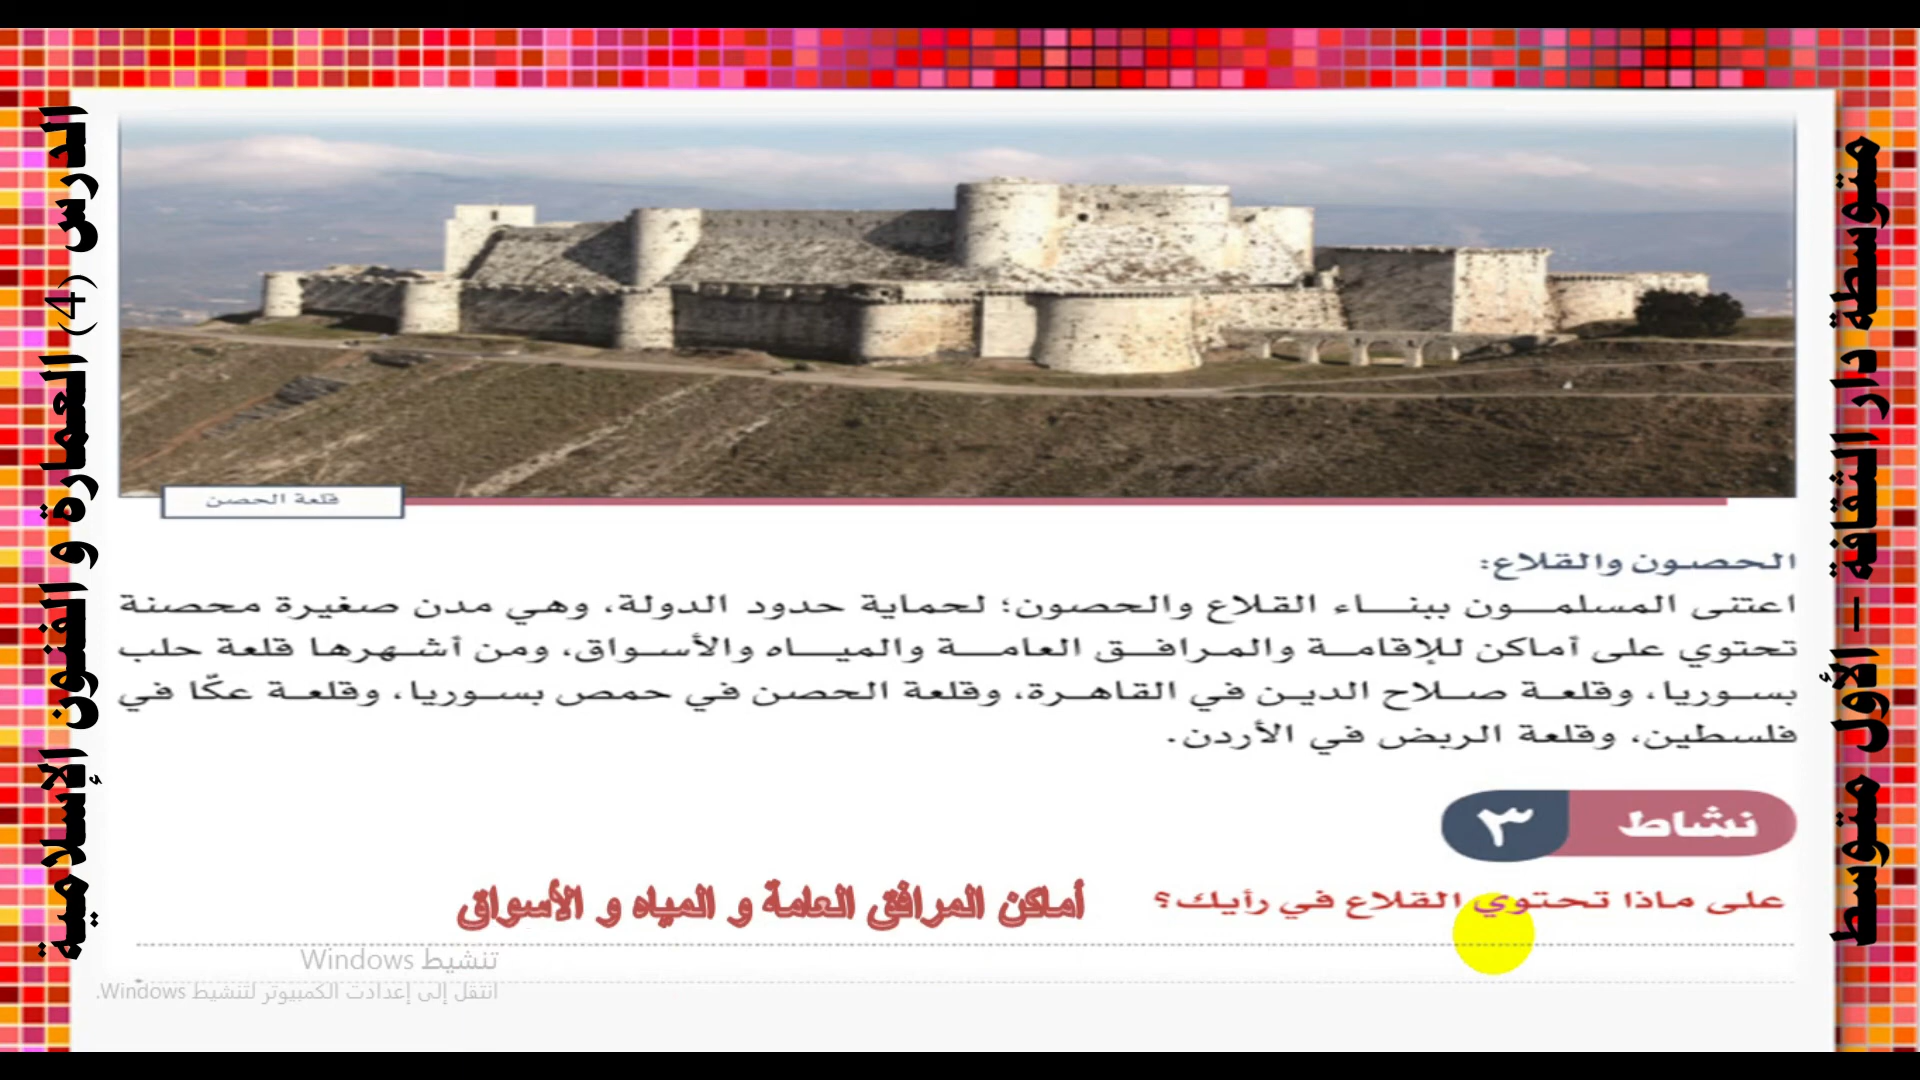 متوسطة دار الثقافة – الأول متوسط
الدرس (4) العمارة و الفنون الإسلامية
قلعة الحصن
الحصون والقلاع:
اعتنى المسلمون ببناء القلاع والحصون؛ لحماية حدود الدولة، وهي مدن صغيرة محصنة
تحتوي على أماكن للإقامة والمرافق العامة والمياه والأسواق، ومن أشهرها قلعة حلب
بسوريا، وقلعة صلاح الدين في القاهرة، وقلعة الحصن في حمص بسوريا، وقلعة عكّا في
فلسطين، وقلعة الربض في الأردن.
نشاط ٣
على ماذا تحتوي القلاع في رأيك؟ أماكن المرافق العامة و المياه و الأسواق
تنشيط Windows
انتقل إلى إعدادت الكمبيوتر لتنشيط Windows.